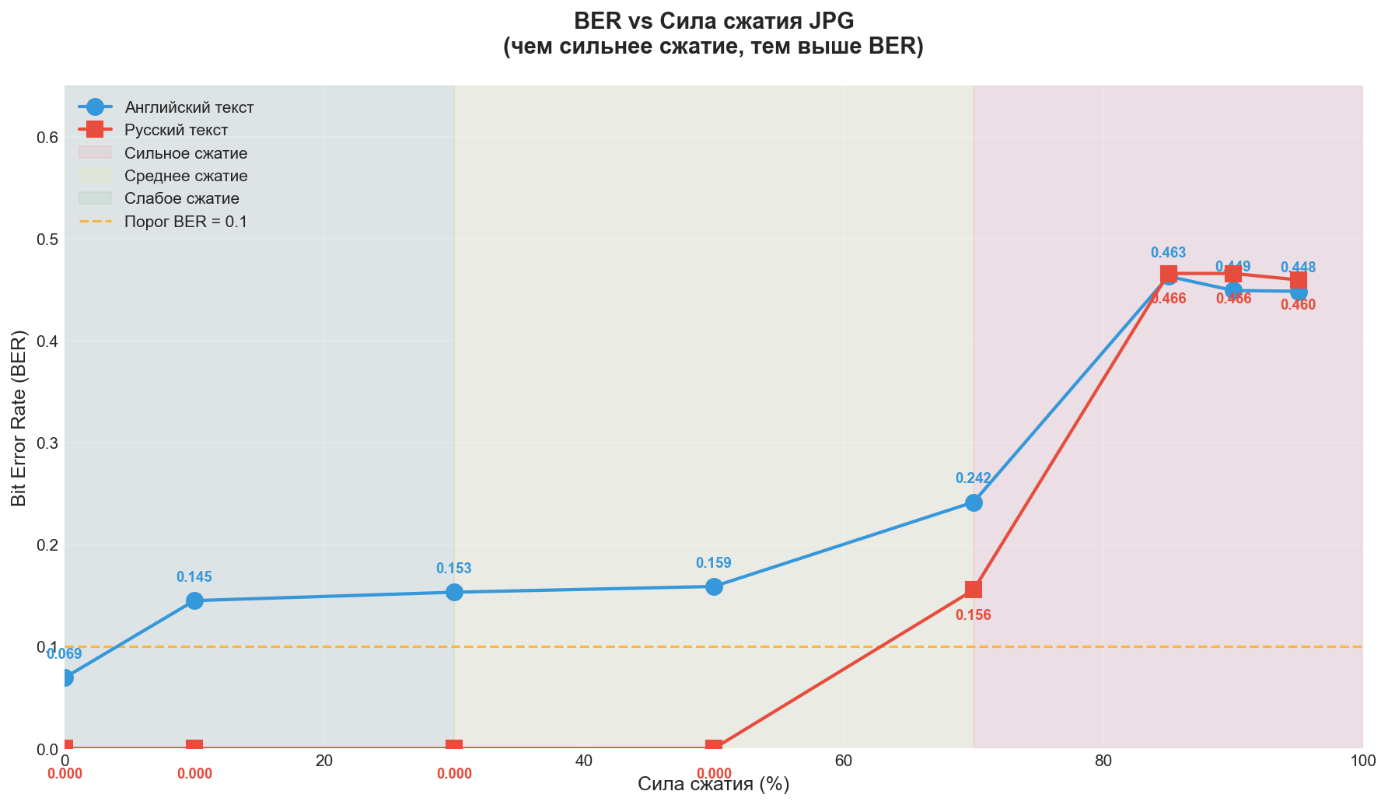 BER vs Сила сжатия JPG
(чем сильнее сжатие, тем выше BER)
Английский текст
Русский текст
Сильное сжатие
Среднее сжатие
Слабое сжатие
Порог BER = 0.1
Bit Error Rate (BER)
0.6
0.5
0.4
0.3
0.2
0.1
0.0
0.069
0.145
0.153
0.159
0.242
0.463
0.449
0.448
0.466
0.466
0.460
0.156
0 20 40 60 80 100
0.000 0.000 0.000 0.000
Сила сжатия (%)